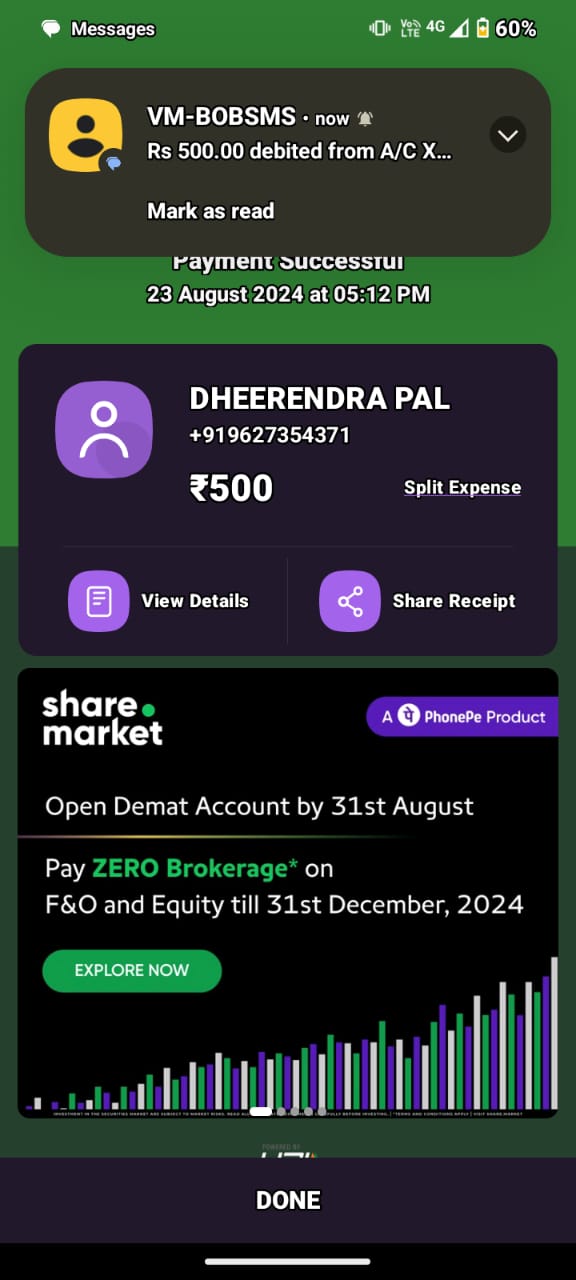 Messages
Vo))
LTE 4G 60%
VM-BOBSMS • now
Rs 500.00 debited from A/C X...
Mark as read
Payment Successful
23 August 2024 at 05:12 PM
DHEERENDRA PAL
+919627354371
₹500
Split Expense
View Details
Share Receipt
share.
market
A पे PhonePe Product
Open Demat Account by 31st August
Pay ZERO Brokerage* on
F&O and Equity till 31st December, 2024
EXPLORE NOW
INVESTMENT IN THE SECURITIES MARKET ARE SUBJECT TO MARKET RISKS. READ ALL BEFORE INVESTING. | *TERMS AND CONDITIONS APPLY | VISIT SHARE.MARKET
POWERED BY
DONE